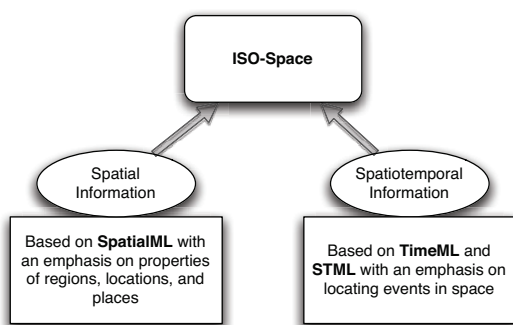 ISO-Space
Spatial
Information
Spatiotemporal
Information
Based on SpatialML with
an emphasis on properties
of regions, locations, and
places
Based on TimeML and
STML with an emphasis on
locating events in space